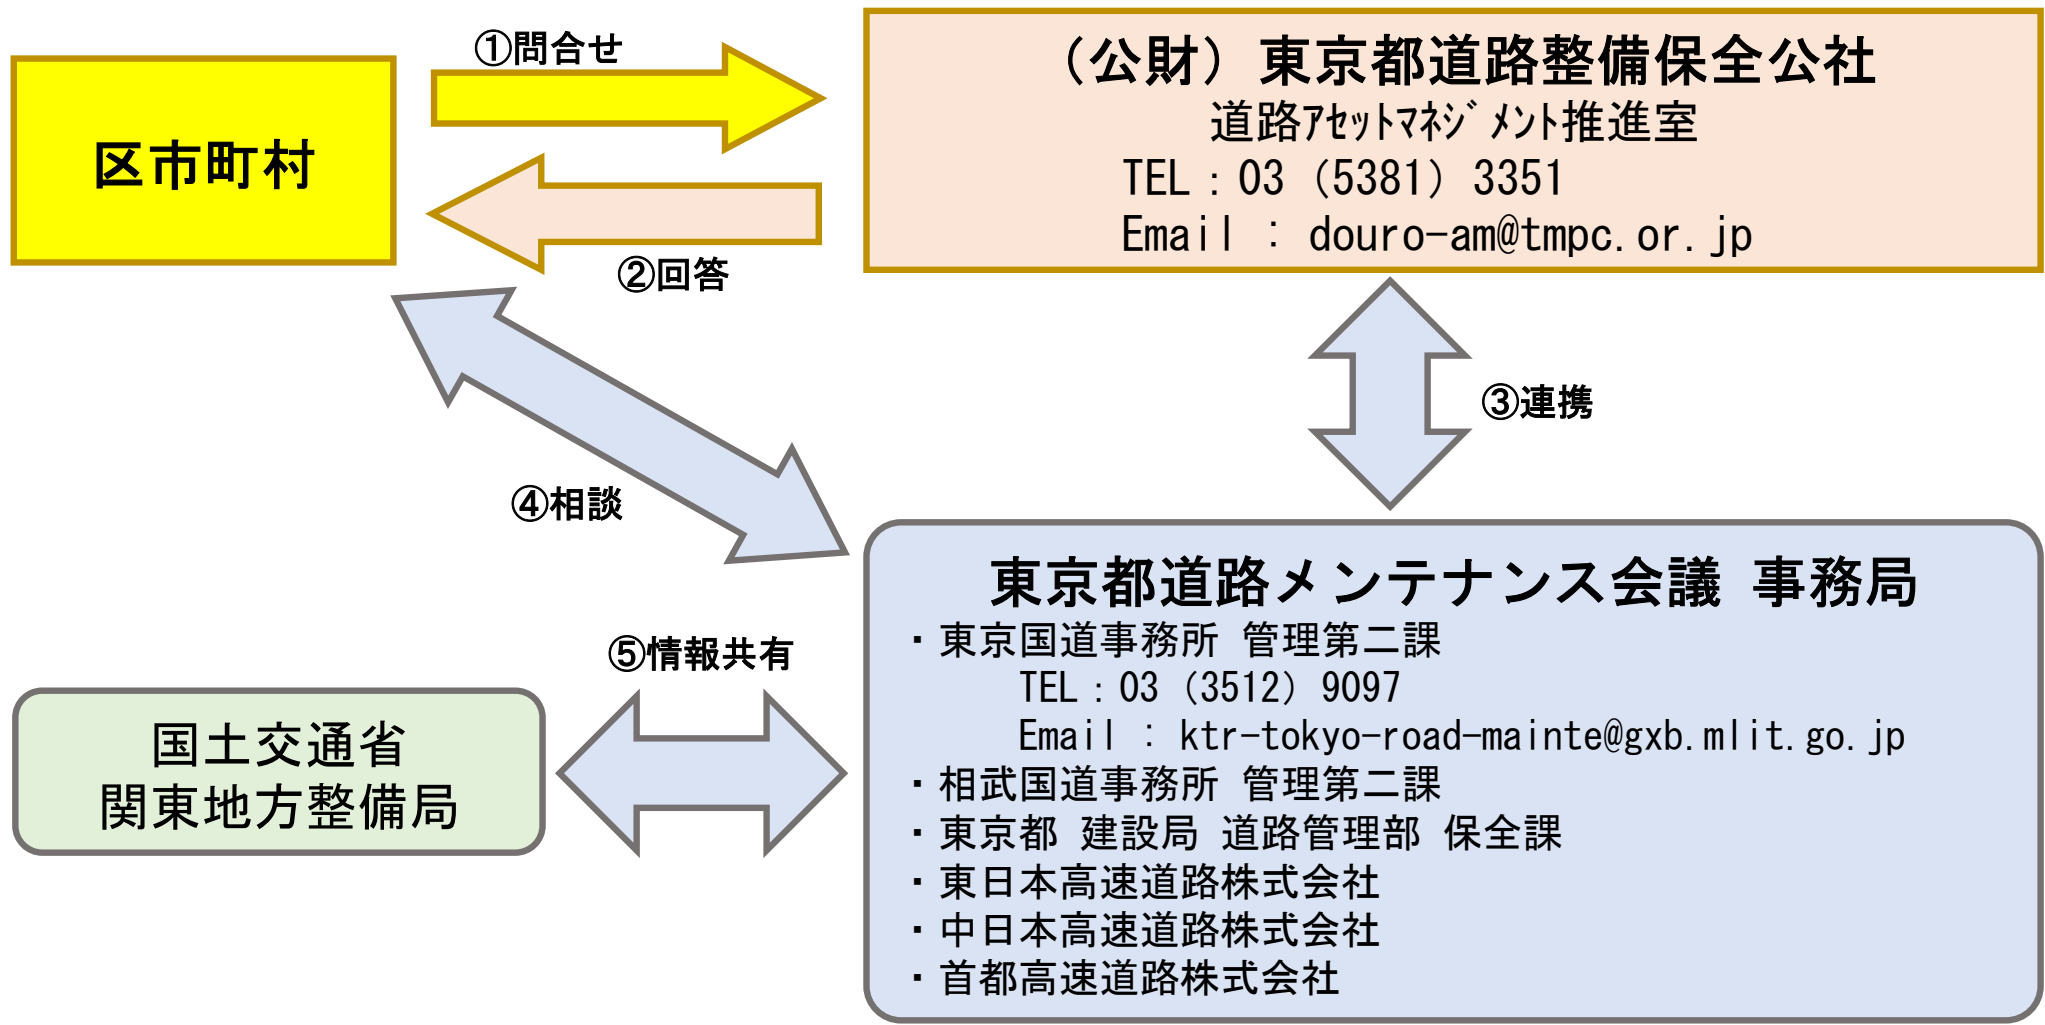 ①問合せ
区市町村
（公財）東京都道路整備保全公社
道路ｱｾｯﾄﾏﾈｼﾞﾒﾝﾄ推進室
TEL：03（5381）3351
Email : douro-am@tmpc.or.jp
②回答
③連携
④相談
東京都道路メンテナンス会議 事務局
・東京国道事務所 管理第二課
TEL：03（3512）9097
Email : ktr-tokyo-road-mainte@gxb.mlit.go.jp
・相武国道事務所 管理第二課
・東京都 建設局 道路管理部 保全課
・東日本高速道路株式会社
・中日本高速道路株式会社
・首都高速道路株式会社
⑤情報共有
国土交通省
関東地方整備局